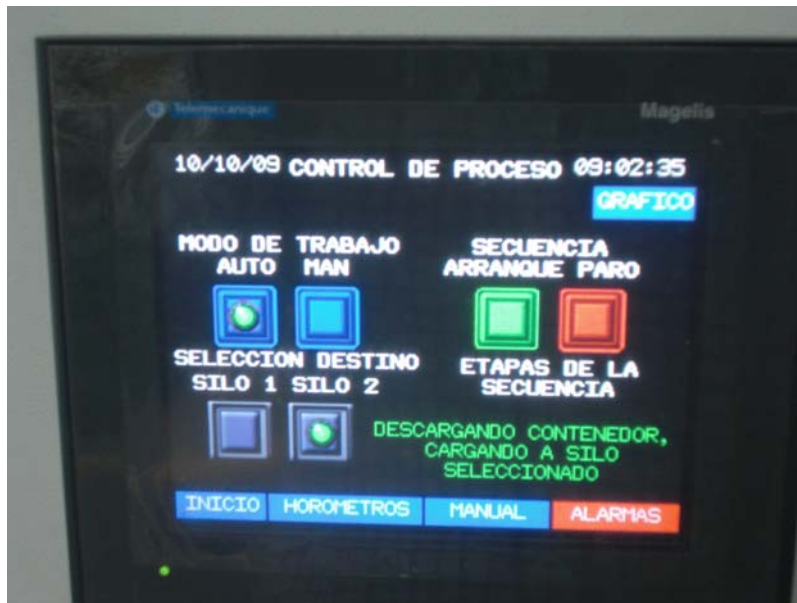 Telemecanique
Magelis
10/10/09 CONTROL DE PROCESO 09:02:35
GRAFICO
MODO DE TRABAJO
AUTO MAN
SECUENCIA
ARRANQUE PARO
SELECCION DESTINO
SILO 1 SILO 2
ETAPAS DE LA
SECUENCIA
DESCARGANDO CONTENEDOR,
CARGANDO A SILO
SELECCIONADO
INICIO HOROMETROS MANUAL ALARMAS